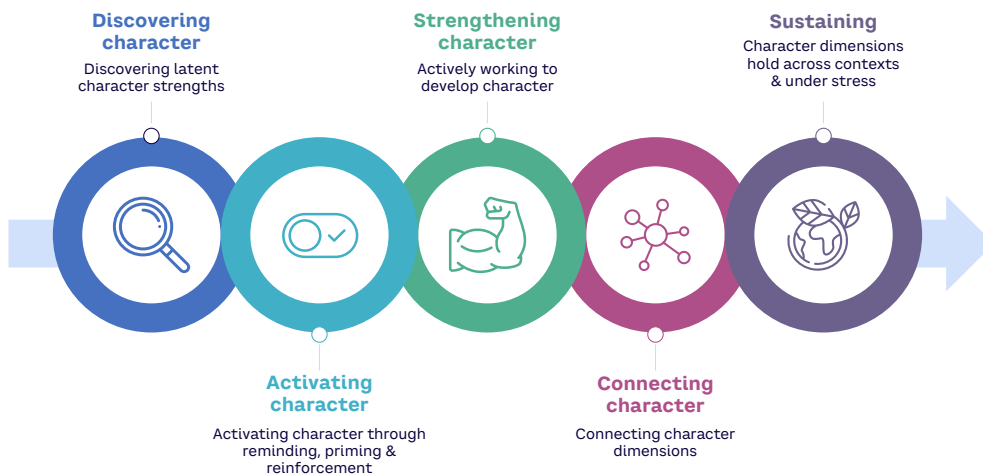 Discovering
character
Discovering latent
character strengths
Activating
character
Activating character through
reminding, priming &
reinforcement
Strengthening
character
Actively working to
develop character
Connecting
character
Connecting character
dimensions
Sustaining
Character dimensions
hold across contexts
& under stress